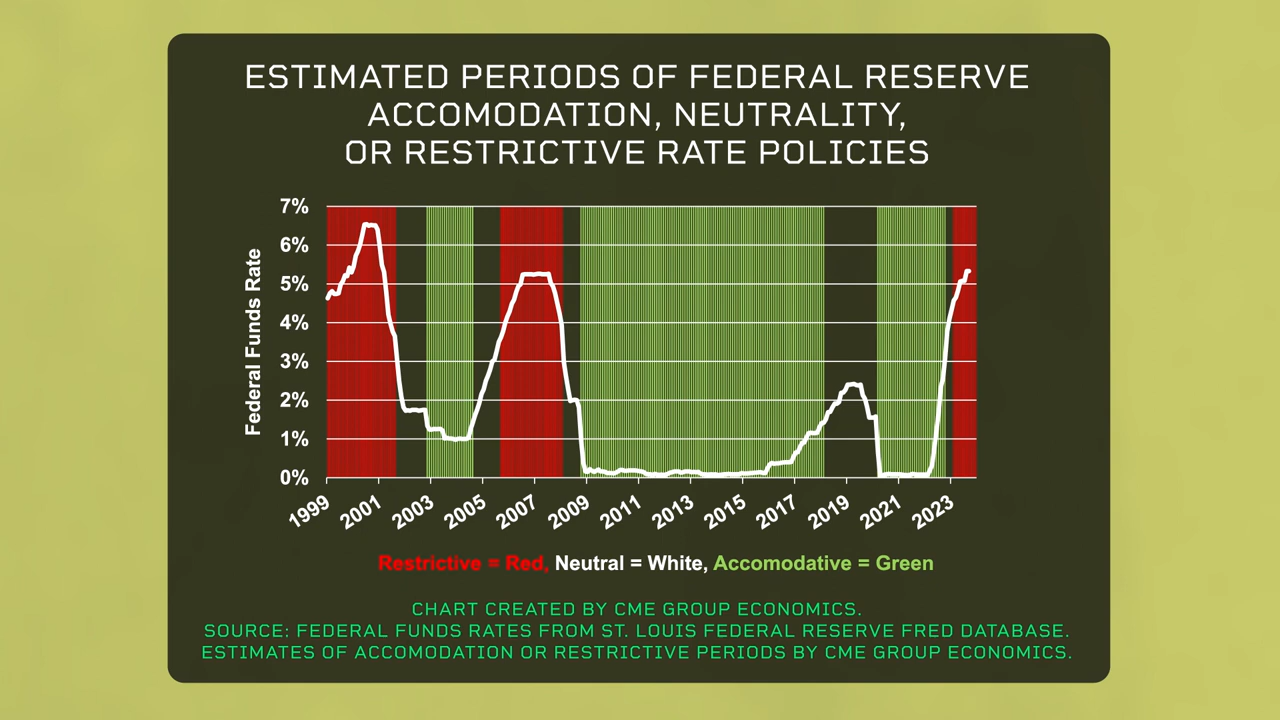 ESTIMATED PERIODS OF FEDERAL RESERVE
ACCOMODATION, NEUTRALITY,
OR RESTRICTIVE RATE POLICIES
7%
6%
5%
4%
3%
2%
1%
0%
Federal Funds Rate
1999 2001 2003 2005 2007 2009 2011 2013 2015 2017 2019 2021 2023
Restrictive = Red, Neutral = White, Accomodative = Green
CHART CREATED BY CME GROUP ECONOMICS.
SOURCE: FEDERAL FUNDS RATES FROM ST. LOUIS FEDERAL RESERVE FRED DATABASE.
ESTIMATES OF ACCOMODATION OR RESTRICTIVE PERIODS BY CME GROUP ECONOMICS.